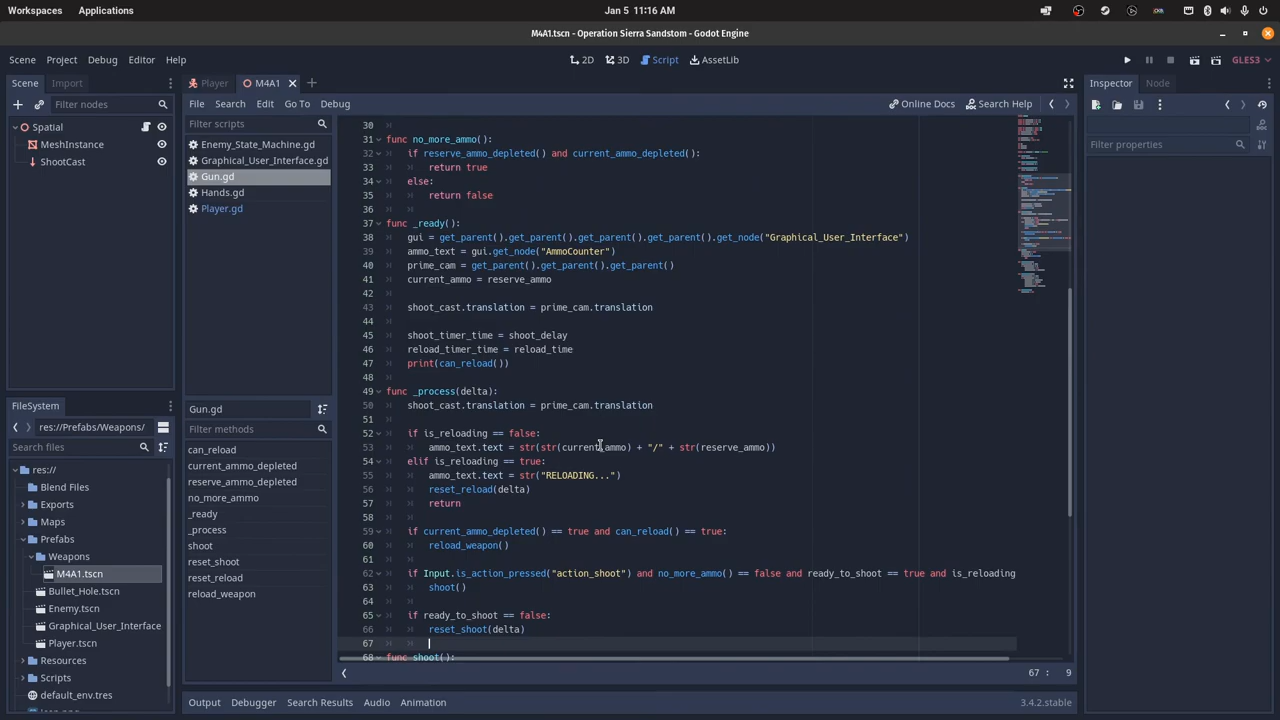 Workspaces Applications Jan 5 11:16 AM
M4A1.tscn - Operation Sierra Sandstom - Godot Engine
Scene Project Debug Editor Help 2D 3D Script AssetLib GLES3
Scene Import
Filter nodes
Spatial
MeshInstance
ShootCast
FileSystem
res://Prefabs/Weapons/
Search files
res://
Blend Files
Exports
Maps
Prefabs
Weapons
M4A1.tscn
Bullet_Hole.tscn
Enemy.tscn
Graphical_User_Interface
Player.tscn
Resources
Scripts
default_env.tres
Player M4A1
File Search Edit Go To Debug Online Docs Search Help
Filter scripts
Enemy_State_Machine.gd
Graphical_User_Interface.gd
Gun.gd
Hands.gd
Player.gd
Gun.gd
Filter methods
can_reload
current_ammo_depleted
reserve_ammo_depleted
no_more_ammo
_ready
_process
shoot
reset_shoot
reset_reload
reload_weapon
30
31 func no_more_ammo():
32 if reserve_ammo_depleted() and current_ammo_depleted():
33 return true
34 else:
35 return false
36
37 func _ready():
38 gui = get_parent().get_parent().get_parent().get_parent().get_node("Graphical_User_Interface")
39 ammo_text = gui.get_node("AmmoCounter")
40 prime_cam = get_parent().get_parent().get_parent()
41 current_ammo = reserve_ammo
42
43 shoot_cast.translation = prime_cam.translation
44
45 shoot_timer_time = shoot_delay
46 reload_timer_time = reload_time
47 print(can_reload())
48
49 func _process(delta):
50 shoot_cast.translation = prime_cam.translation
51
52 if is_reloading == false:
53 ammo_text.text = str(str(current_ammo) + "/" + str(reserve_ammo))
54 elif is_reloading == true:
55 ammo_text.text = str("RELOADING...")
56 reset_reload(delta)
57 return
58
59 if current_ammo_depleted() == true and can_reload() == true:
60 reload_weapon()
61
62 if Input.is_action_pressed("action_shoot") and no_more_ammo() == false and ready_to_shoot == true and is_reloading
63 shoot()
64
65 if ready_to_shoot == false:
66 reset_shoot(delta)
67
68 func shoot():
67 : 9
Output Debugger Search Results Audio Animation 3.4.2.stable
Inspector Node
Filter properties